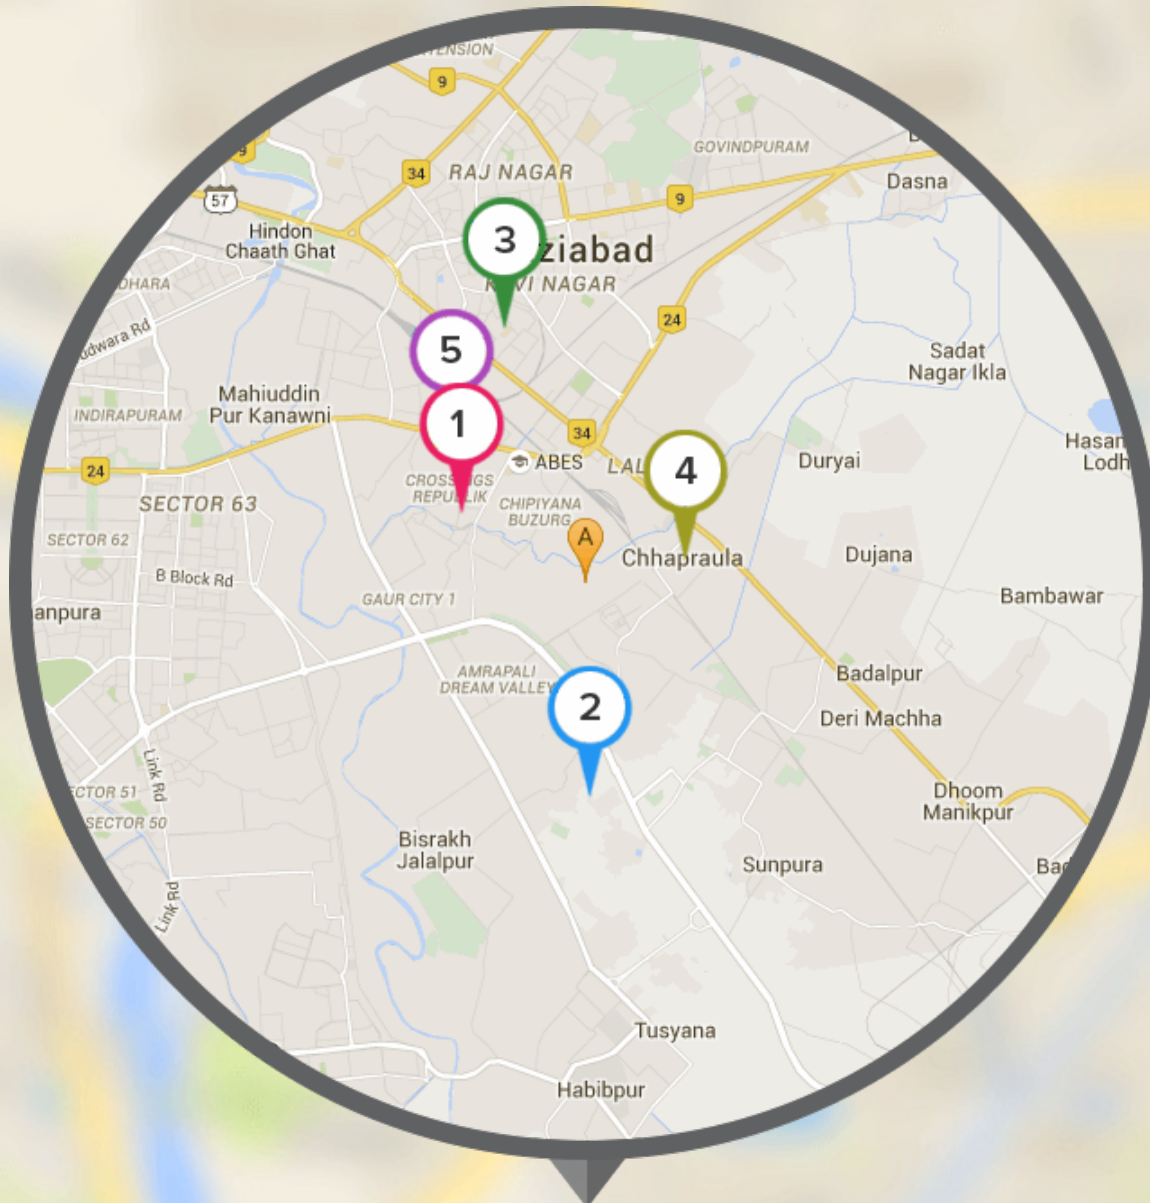 TENSION
9
9
34
RAJ NAGAR
GOVINDPURAM
57
9
Dasna
Hindon
Chaath Ghat
3
ziabad
VI NAGAR
DHARA
24
udwara Rd
5
Sadat
Nagar Ikla
Mahiuddin
Pur Kanawni
INDIRAPURAM
1
34
Hasan
Lodh
24
ABES
LAL
4
Duryai
CROSSINGS
REPUBLIK
SECTOR 63
CHIPIYANA
BUZURG
SECTOR 62
A
Chhapraula
Dujana
B Block Rd
GAUR CITY 1
Bambawar
anpura
AMRAPALI
DREAM VALLEY
Badalpur
2
Deri Machha
Link Rd
ECTOR 51
SECTOR 50
Dhoom
Manikpur
Bisrakh
Jalalpur
Sunpura
Bad
Link Rd
Tusyana
Habibpur